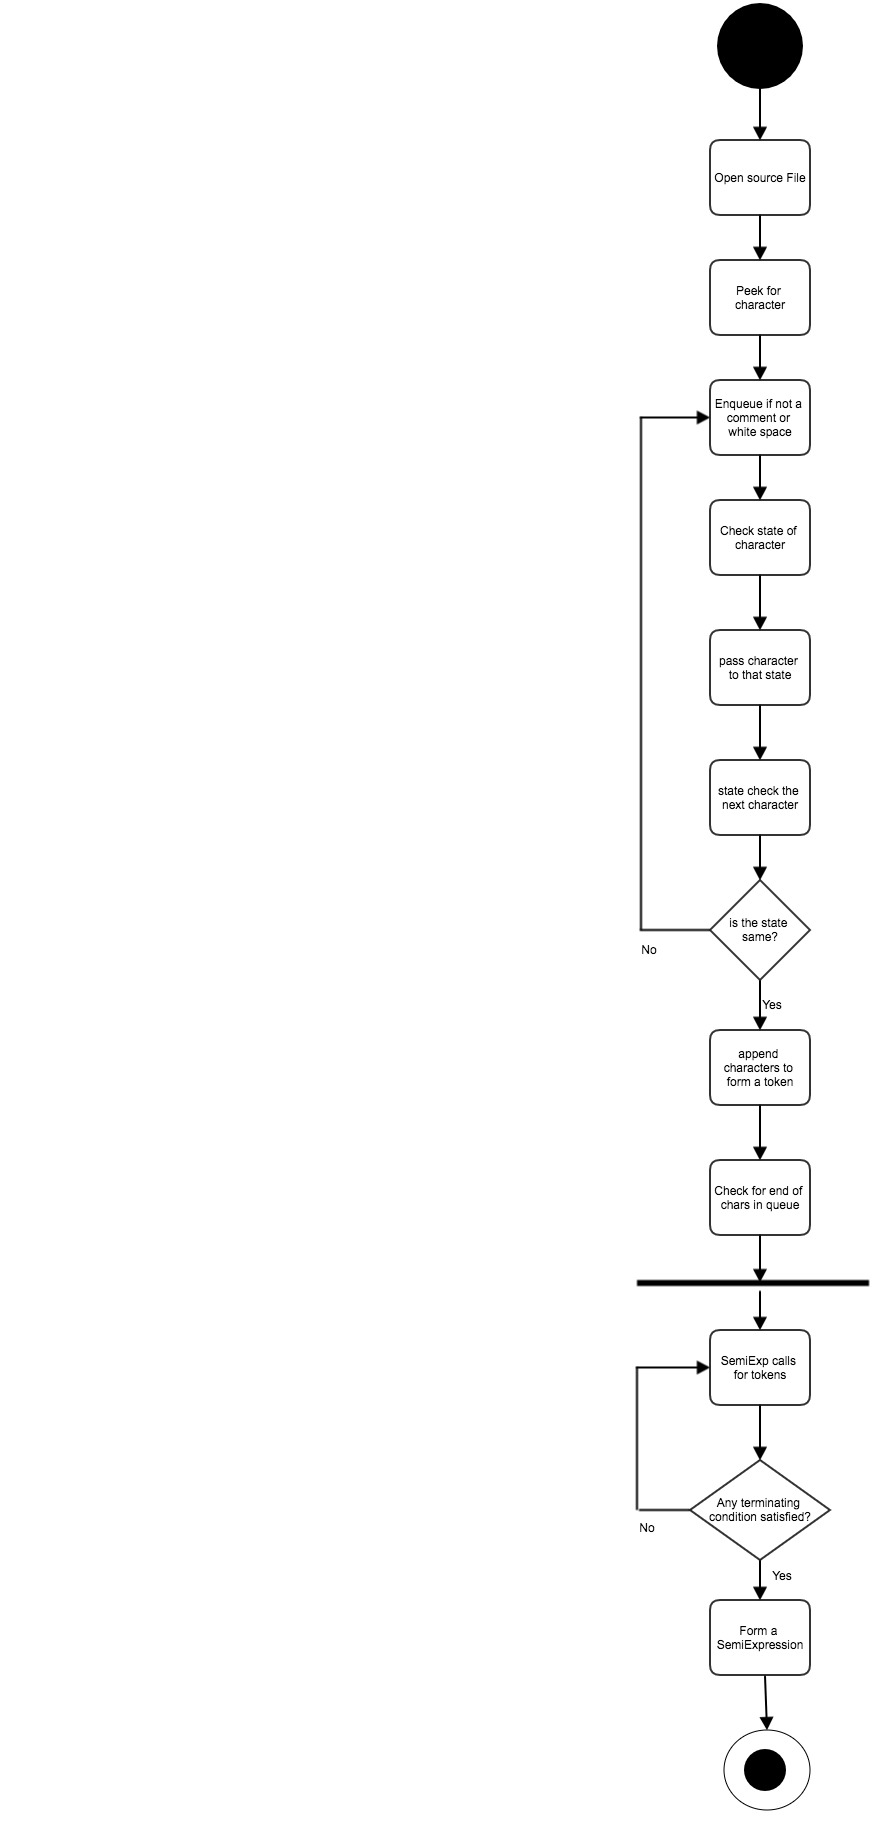 Open source File
Peek for
character
Enqueue if not a
comment or
white space
Check state of
character
pass character
to that state
state check the
next character
is the state
same?
No
Yes
append
characters to
form a token
Check for end of
chars in queue
SemiExp calls
for tokens
Any terminating
condition satisfied?
No
Yes
Form a
SemiExpression